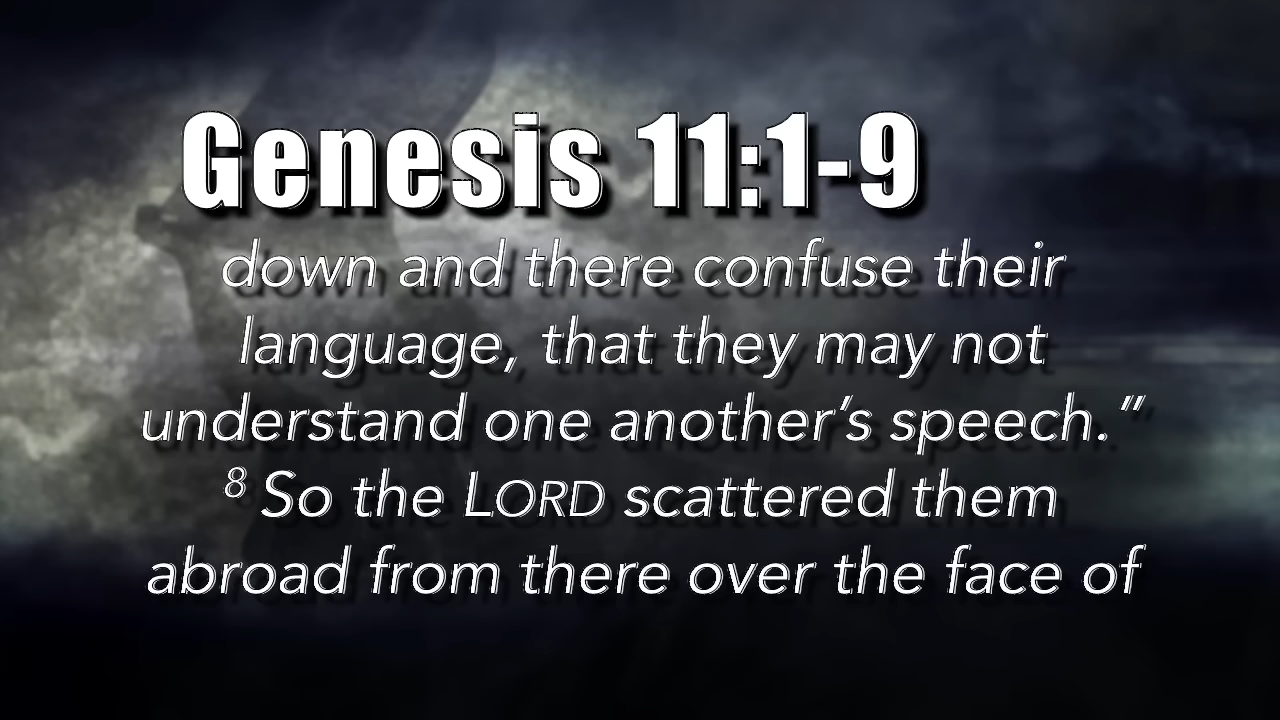 Genesis 11:1-9
down and there confuse their
language, that they may not
understand one another’s speech.”
8 So the LORD scattered them
abroad from there over the face of